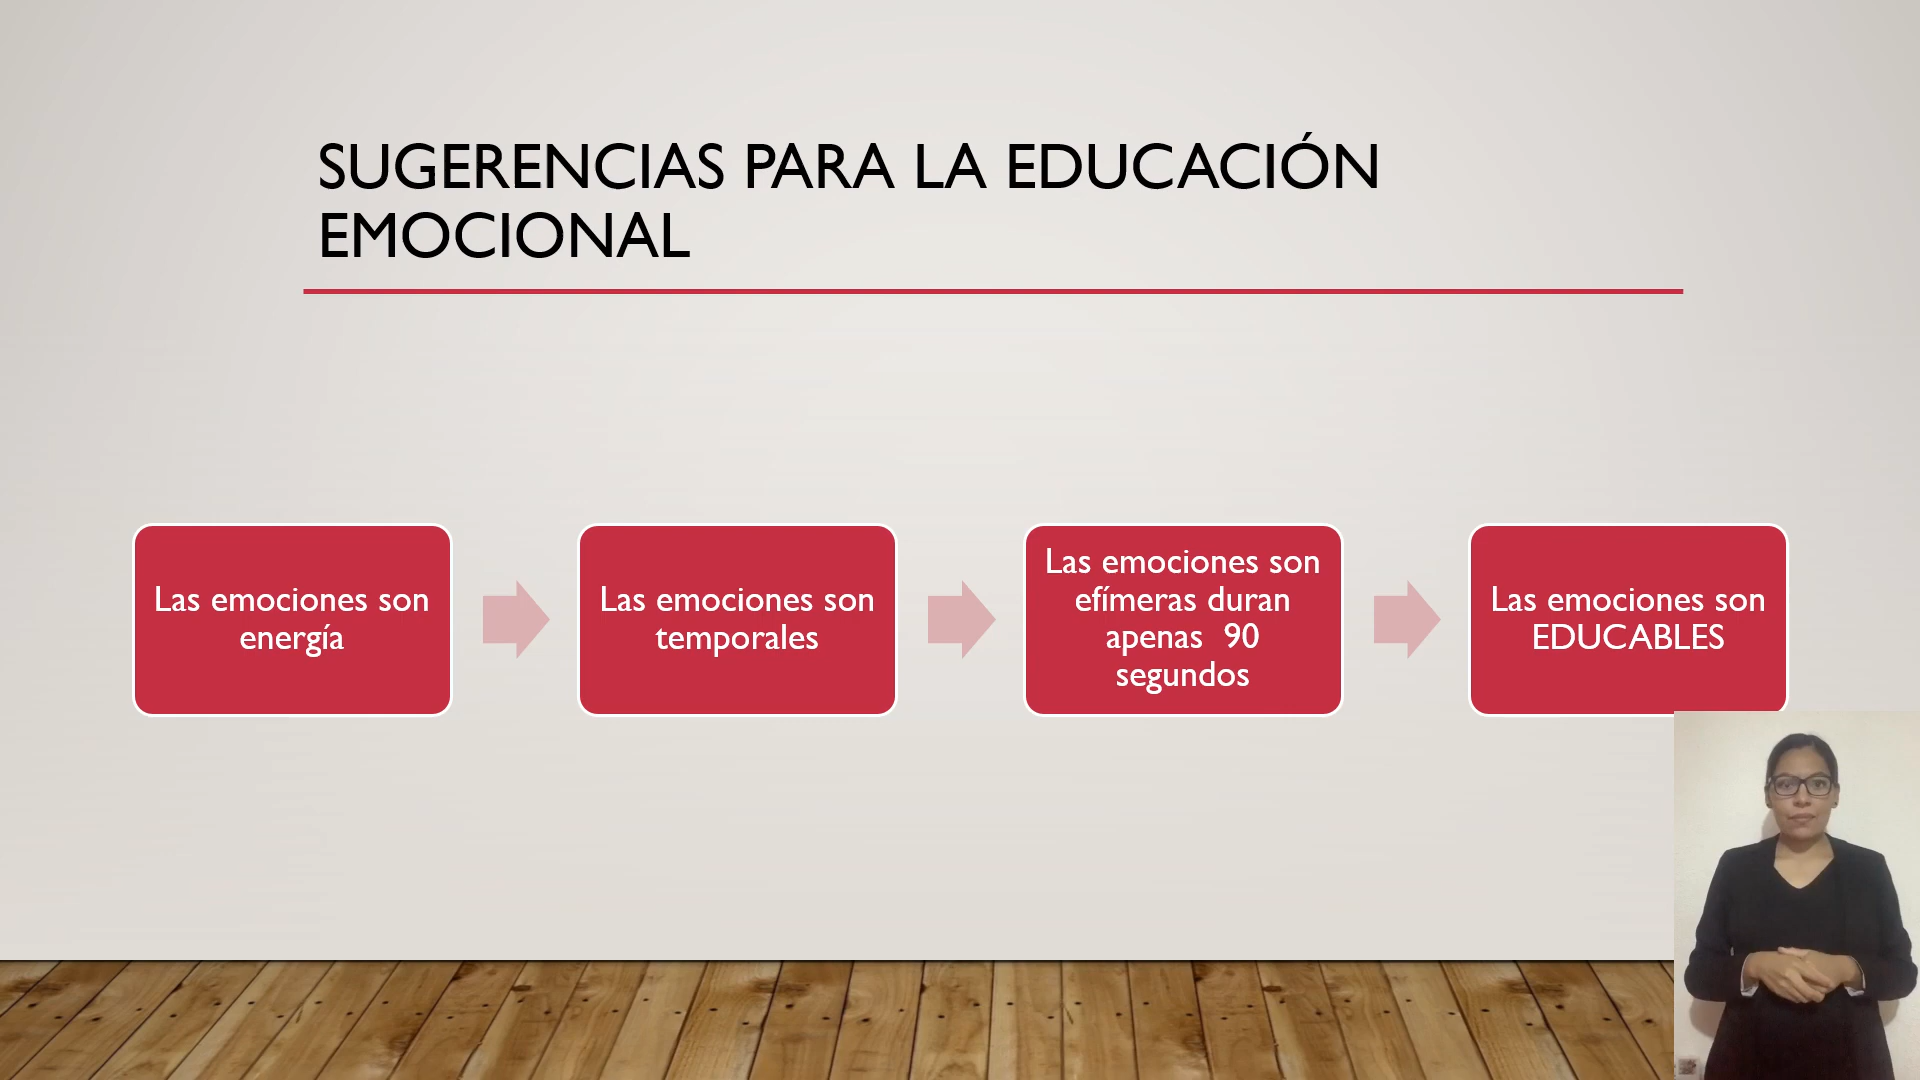 SUGERENCIAS PARA LA EDUCACIÓN
EMOCIONAL
Las emociones son
energía
Las emociones son
temporales
Las emociones son
efímeras duran
apenas  90
segundos
Las emociones son
EDUCABLES